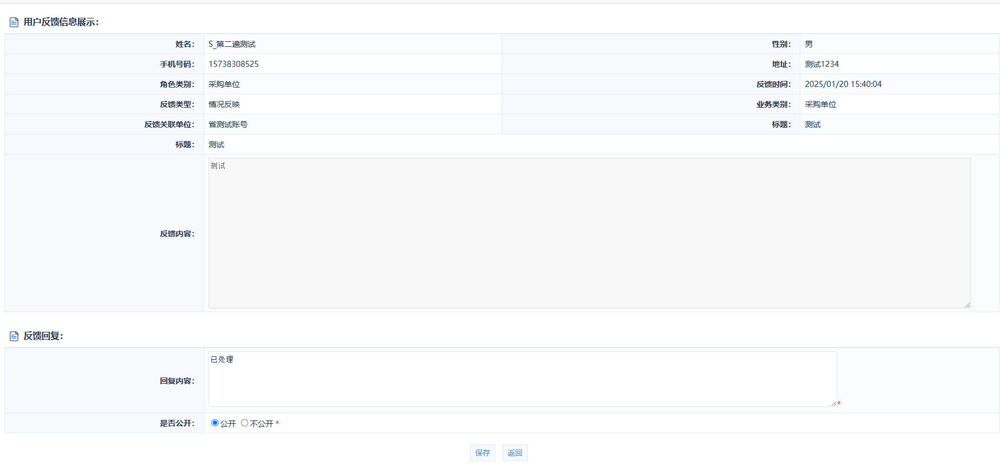 用户反馈信息展示：
姓名： S_第二遍测试 性别： 男
手机号码： 15738308525 地址： 测试1234
角色类别： 采购单位 反馈时间： 2025/01/20 15:40:04
反馈类型： 情况反映 业务类别： 采购单位
反馈关联单位： 省测试账号 标题： 测试
标题： 测试
反馈内容： 测试
反馈回复：
回复内容： 已处理 *
是否公开： 公开 不公开 *
保存 返回